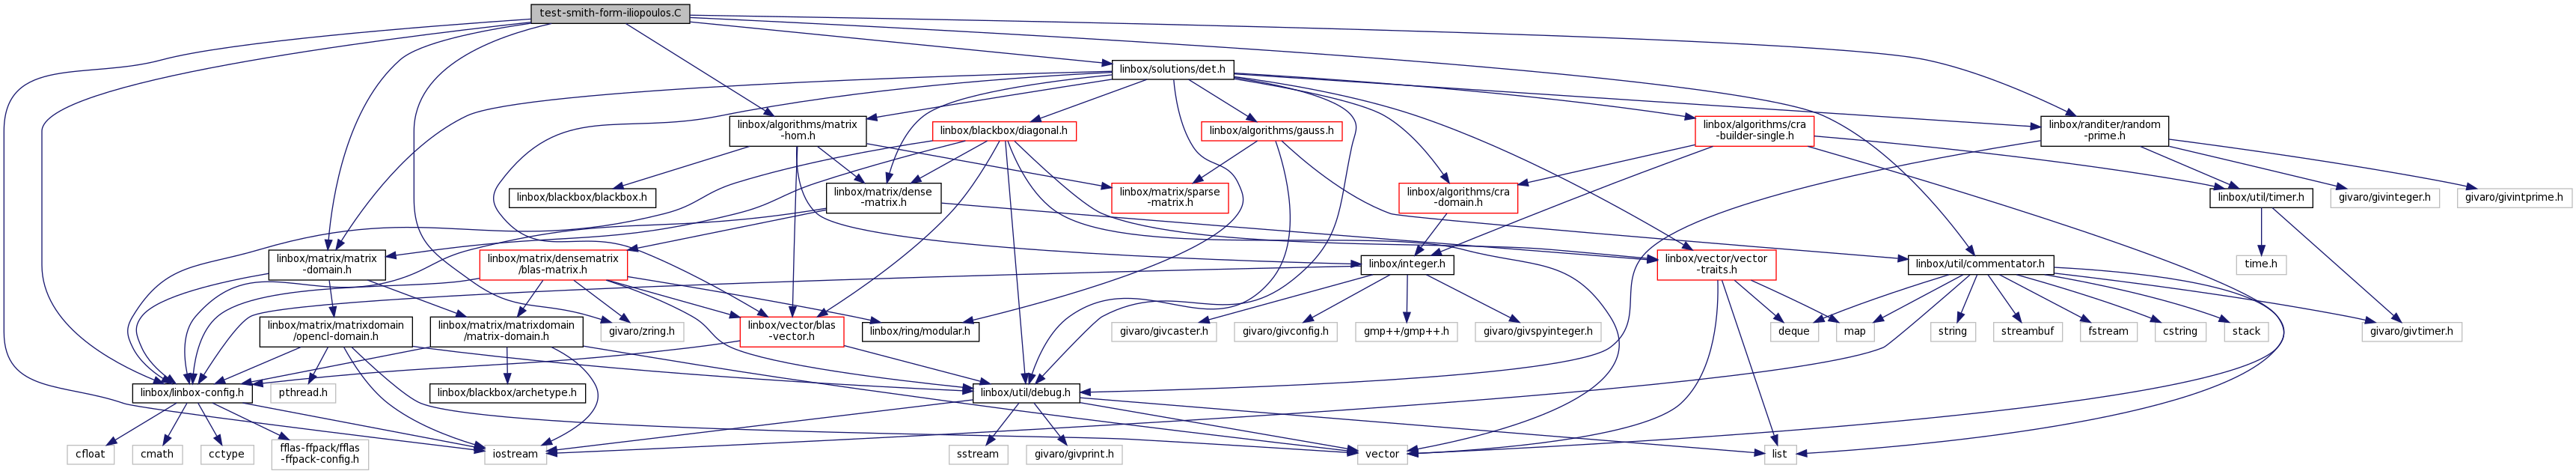 test-smith-form-iliopoulos.C
linbox/solutions/det.h
linbox/algorithms/matrix
-hom.h
linbox/blackbox/diagonal.h
linbox/algorithms/gauss.h
linbox/algorithms/cra
-builder-single.h
linbox/randiter/random
-prime.h
linbox/blackbox/blackbox.h
linbox/matrix/dense
-matrix.h
linbox/matrix/sparse
-matrix.h
linbox/algorithms/cra
-domain.h
linbox/util/timer.h
givaro/givinteger.h
givaro/givintprime.h
linbox/matrix/matrix
-domain.h
linbox/matrix/densematrix
/blas-matrix.h
linbox/integer.h
linbox/vector/vector
-traits.h
linbox/util/commentator.h
time.h
linbox/matrix/matrixdomain
/opencl-domain.h
linbox/matrix/matrixdomain
/matrix-domain.h
givaro/zring.h
linbox/vector/blas
-vector.h
linbox/ring/modular.h
givaro/givcaster.h
givaro/givconfig.h
gmp++/gmp++.h
givaro/givspyinteger.h
deque
map
string
streambuf
fstream
cstring
stack
givaro/givtimer.h
linbox/linbox-config.h
pthread.h
linbox/blackbox/archetype.h
linbox/util/debug.h
cfloat
cmath
cctype
fflas-ffpack/fflas
-ffpack-config.h
iostream
sstream
givaro/givprint.h
vector
list